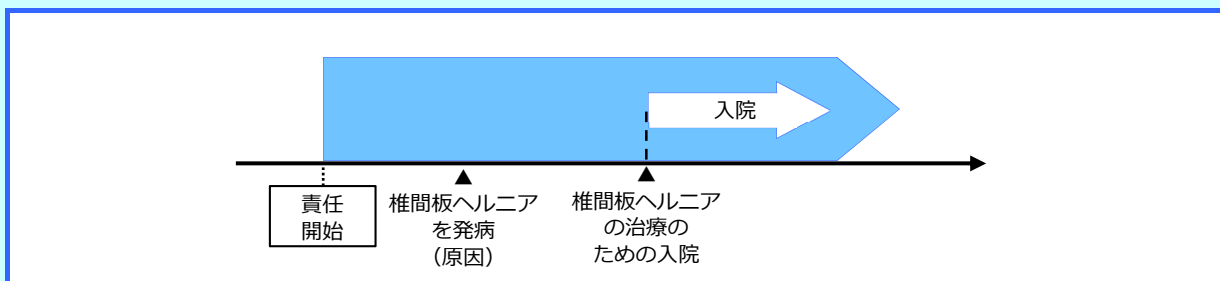 入院
責任
開始
椎間板ヘルニア
を発病
(原因)
椎間板ヘルニア
の治療の
ための入院